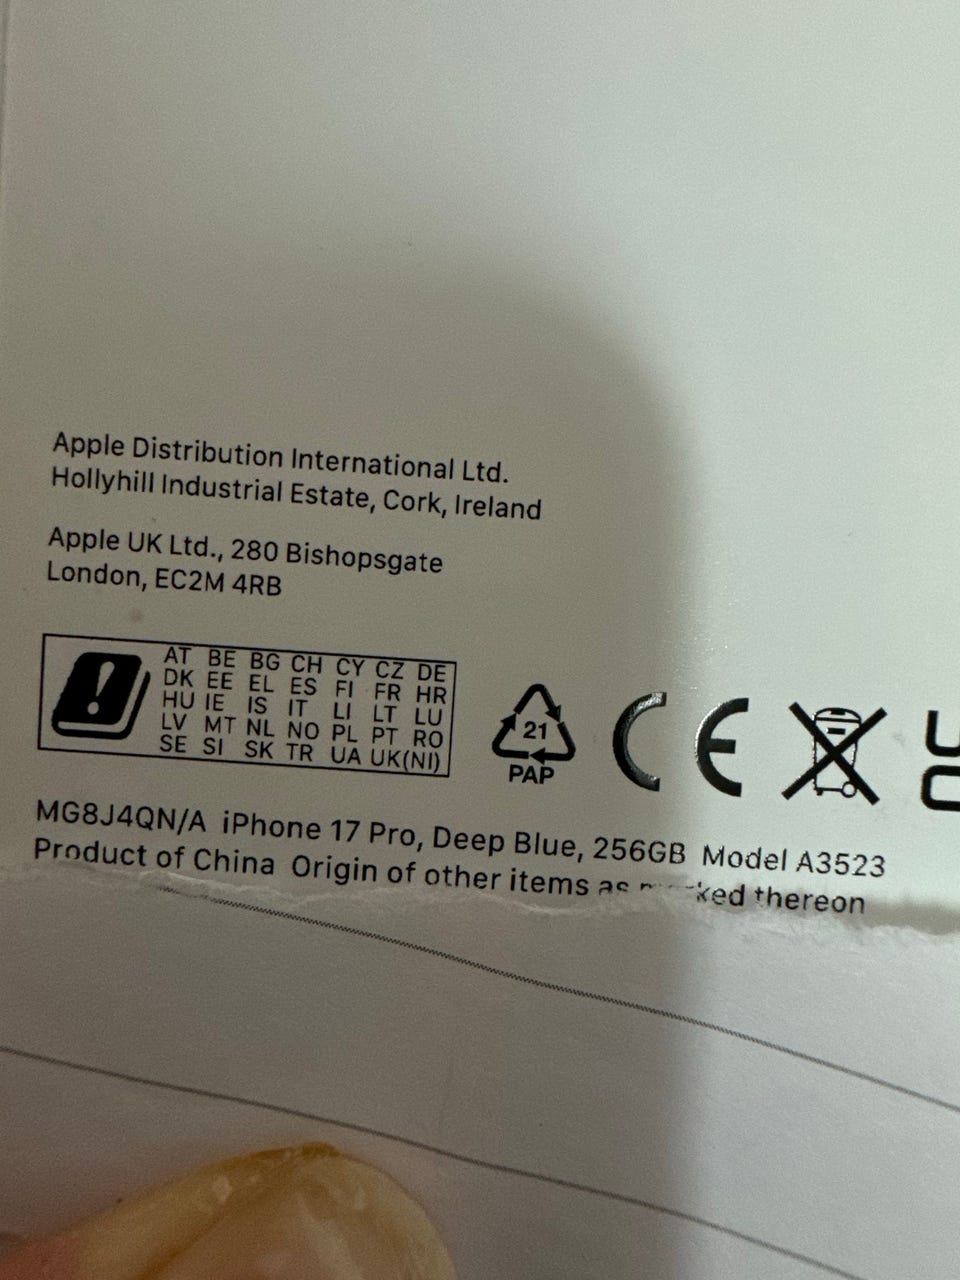 Apple Distribution International Ltd.
Hollyhill Industrial Estate, Cork, Ireland
Apple UK Ltd., 280 Bishopsgate
London, EC2M 4RB
AT BE BG CH CY CZ DE
DK EE EL ES FI FR HR
HU IE IS IT LI LT LU
LV MT NL NO PL PT RO
SE SI SK TR UA UK(NI)
21
PAP
CE
MG8J4QN/A iPhone 17 Pro, Deep Blue, 256GB Model A3523
Product of China Origin of other items as thereon